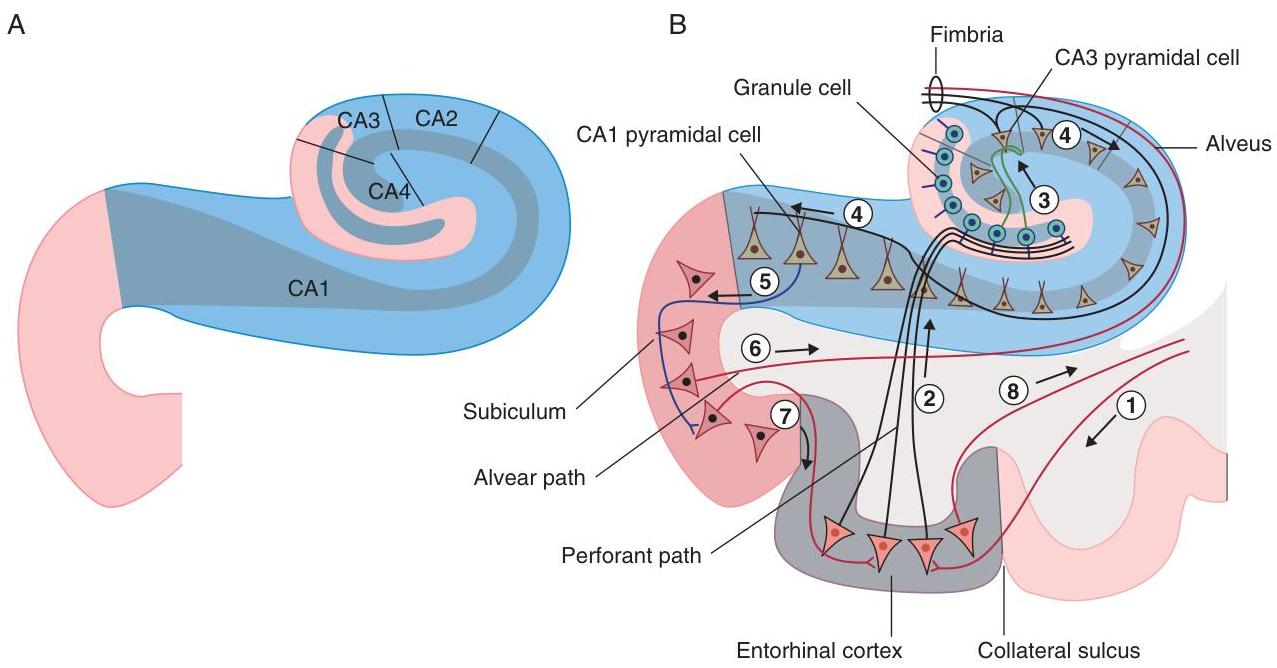 A
CA3
CA2
CA4
CA1
B
Fimbria
CA3 pyramidal cell
Granule cell
CA1 pyramidal cell
4
Alveus
3
4
5
6
2
8
1
7
Subiculum
Alvear path
Perforant path
Entorhinal cortex
Collateral sulcus